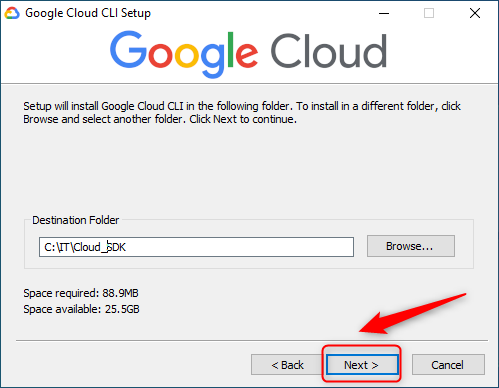 Google Cloud CLI Setup
Google Cloud
Setup will install Google Cloud CLI in the following folder. To install in a different folder, click
Browse and select another folder. Click Next to continue.
Destination Folder
C:\IT\Cloud_SDK
Browse...
Space required: 88.9MB
Space available: 25.5GB
< Back
Next >
Cancel